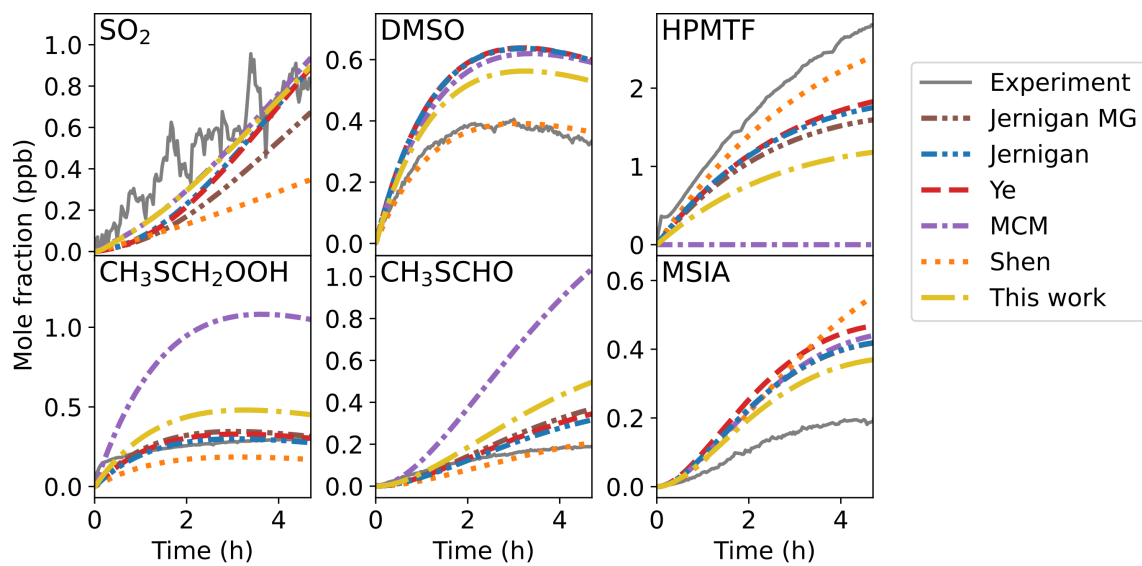 SO₂
DMSO
HPMTF
1.0
0.8
0.6
0.4
0.2
0.0
0.6
0.4
0.2
0.0
2
1
0
Experiment
Jernigan MG
Jernigan
Ye
MCM
Shen
This work
Mole fraction (ppb)
CH₃SCH₂OOH
CH₃SCHO
MSIA
1.0
0.5
0.0
1.0
0.8
0.6
0.4
0.2
0.0
0.6
0.4
0.2
0.0
0 2 4
0 2 4
0 2 4
Time (h)
Time (h)
Time (h)